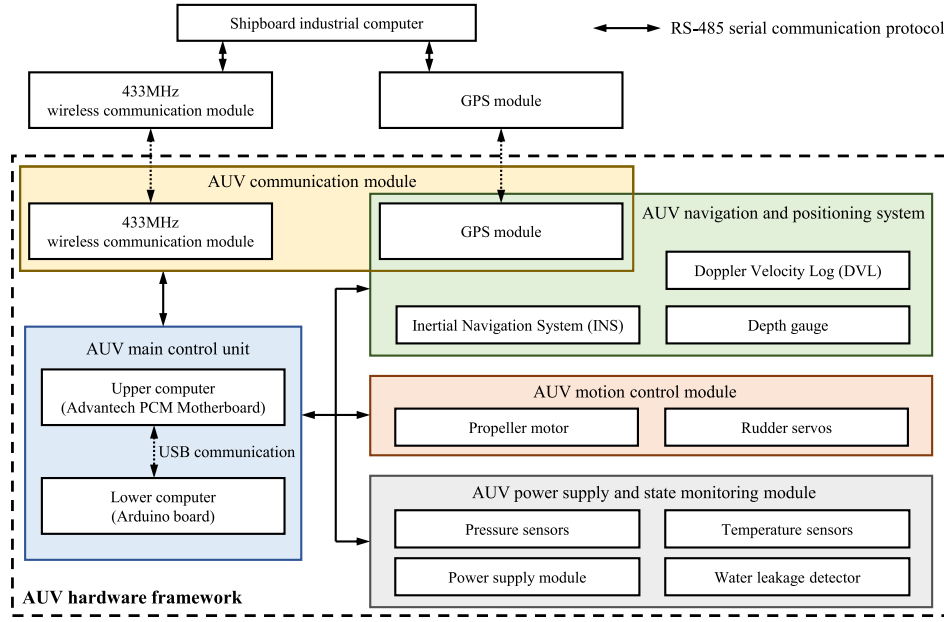 Shipboard industrial computer
RS-485 serial communication protocol
433MHz
wireless communication module
GPS module
AUV communication module
433MHz
wireless communication module
GPS module
AUV navigation and positioning system
Doppler Velocity Log (DVL)
Inertial Navigation System (INS)
Depth gauge
AUV main control unit
Upper computer
(Advantech PCM Motherboard)
USB communication
Lower computer
(Arduino board)
AUV motion control module
Propeller motor
Rudder servos
AUV power supply and state monitoring module
Pressure sensors
Temperature sensors
Power supply module
Water leakage detector
AUV hardware framework